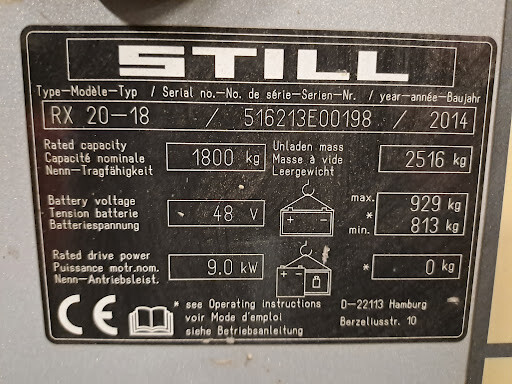 STILL
Type-Modèle-Typ / Serial no.-No. de série-Serien-Nr. / year-année-Baujahr
RX 20-18 / 516213E00198 / 2014
Rated capacity
Capacité nominale
Nenn-Tragfähigkeit
1800 kg
Unladen mass
Masse à vide
Leergewicht
2516 kg
Battery voltage
Tension batterie
Batteriespannung
48 V
max. 929 kg
*
min. 813 kg
Rated drive power
Puissance motr.nom.
Nenn-Antriebsleist.
9.0 kW
* 0 kg
CE
* see Operating instructions
voir Mode d'emploi
siehe Betriebsanleitung
D-22113 Hamburg
Berzeliusstr. 10